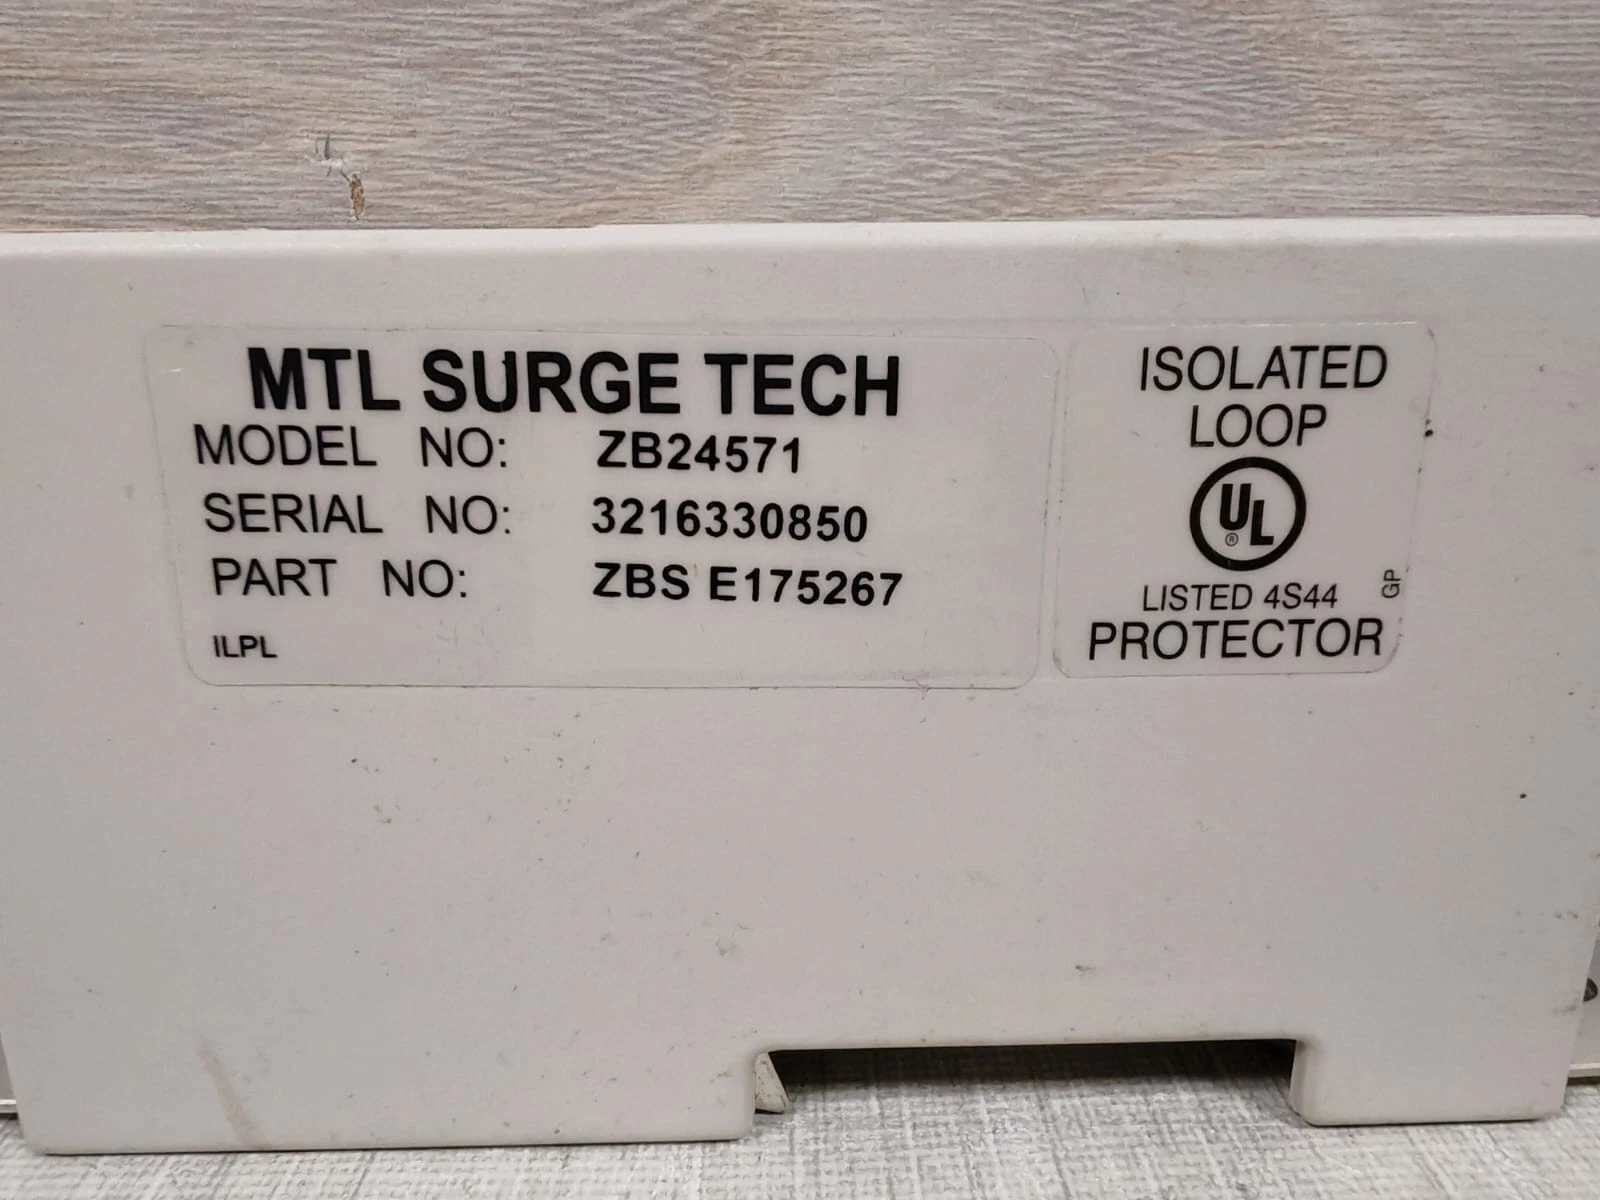 MTL SURGE TECH
MODEL NO: ZB24571
SERIAL NO: 3216330850
PART NO: ZBS E175267
ILPL
ISOLATED
LOOP
UL
®
LISTED 4S44
GP
PROTECTOR